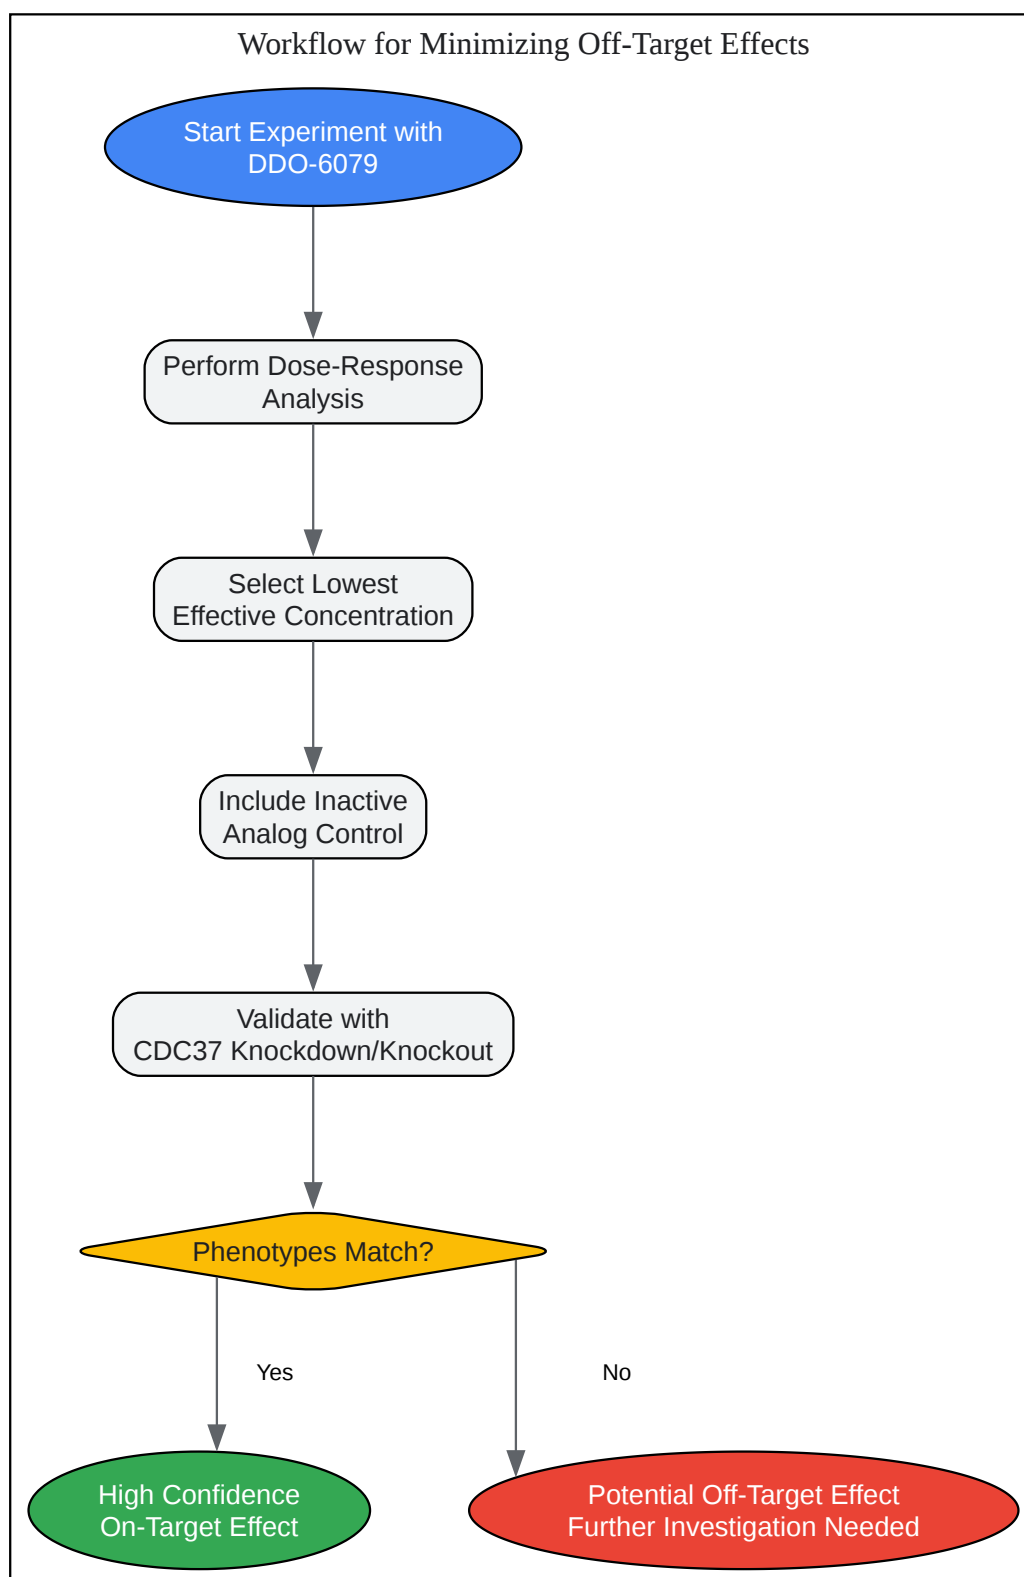 Workflow for Minimizing Off-Target Effects
Start Experiment with
DDO-6079
Perform Dose-Response
Analysis
Select Lowest
Effective Concentration
Include Inactive
Analog Control
Validate with
CDC37 Knockdown/Knockout
Phenotypes Match?
Yes
No
High Confidence
On-Target Effect
Potential Off-Target Effect
Further Investigation Needed